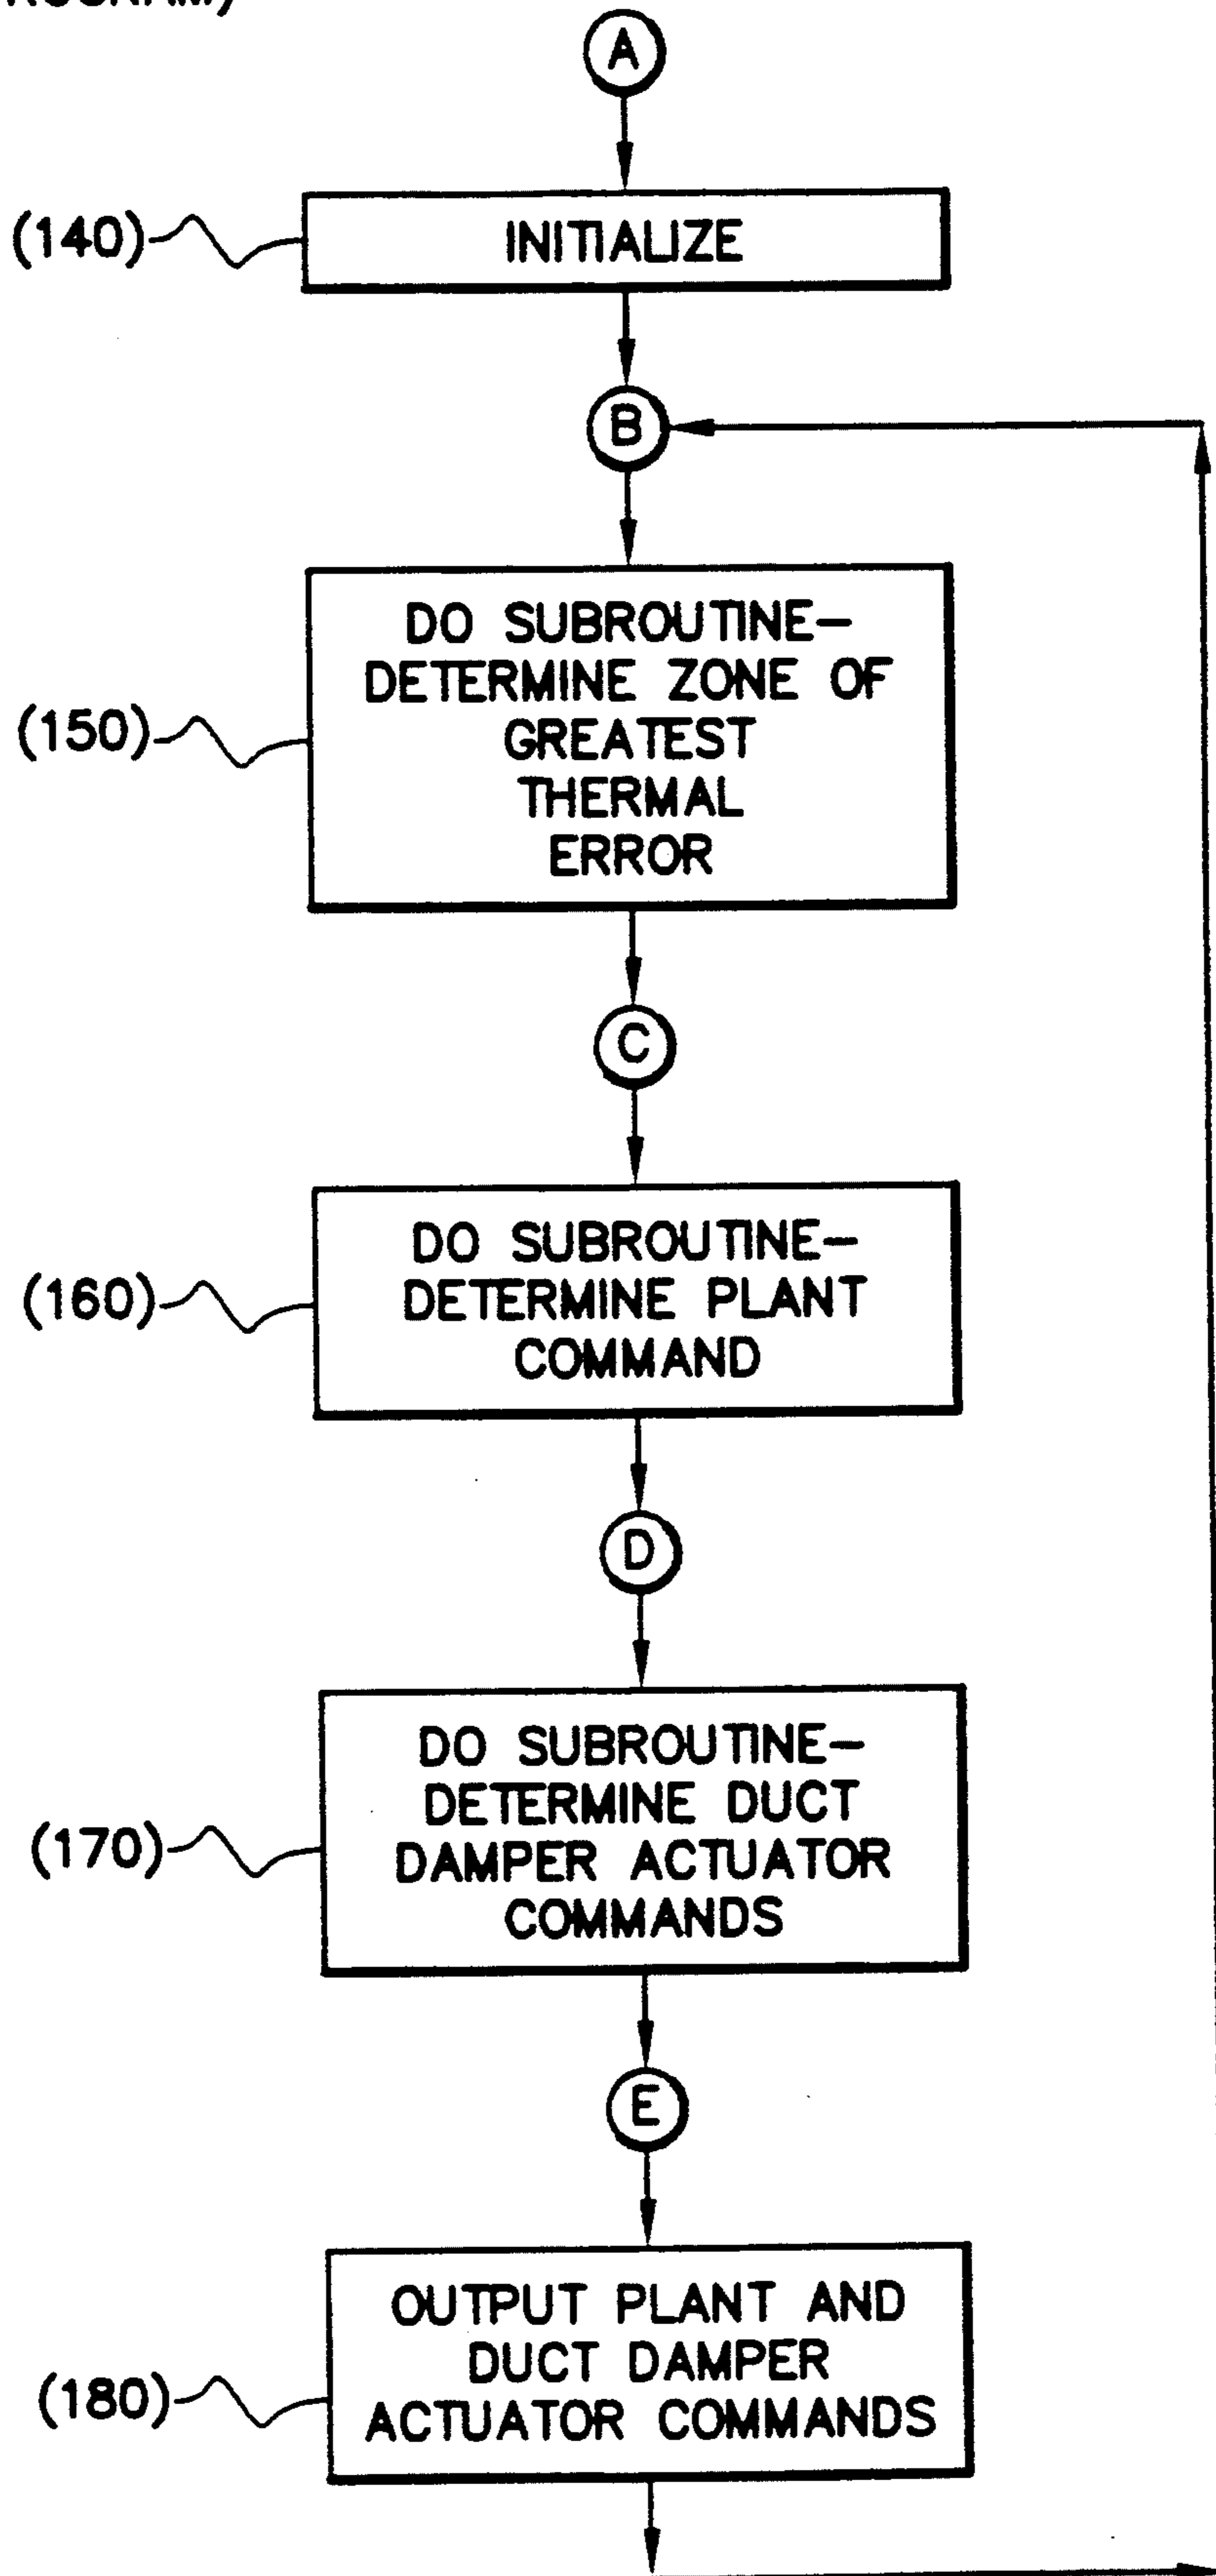 A
(140)
INITIALIZE
B
(150)
DO SUBROUTINE-
DETERMINE ZONE OF
GREATEST
THERMAL
ERROR
C
(160)
DO SUBROUTINE-
DETERMINE PLANT
COMMAND
D
(170)
DO SUBROUTINE-
DETERMINE DUCT
DAMPER ACTUATOR
COMMANDS
E
(180)
OUTPUT PLANT AND
DUCT DAMPER
ACTUATOR COMMANDS